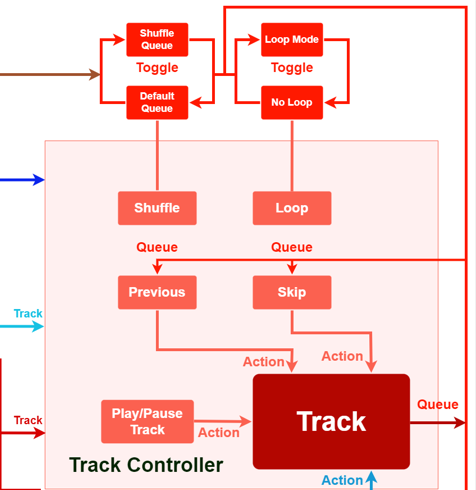 Shuffle
Queue
Loop Mode
Toggle
Toggle
Default
Queue
No Loop
Shuffle
Loop
Queue
Queue
Previous
Skip
Track
Action
Action
Play/Pause
Track
Action
Track
Queue
Track
Track Controller
Action